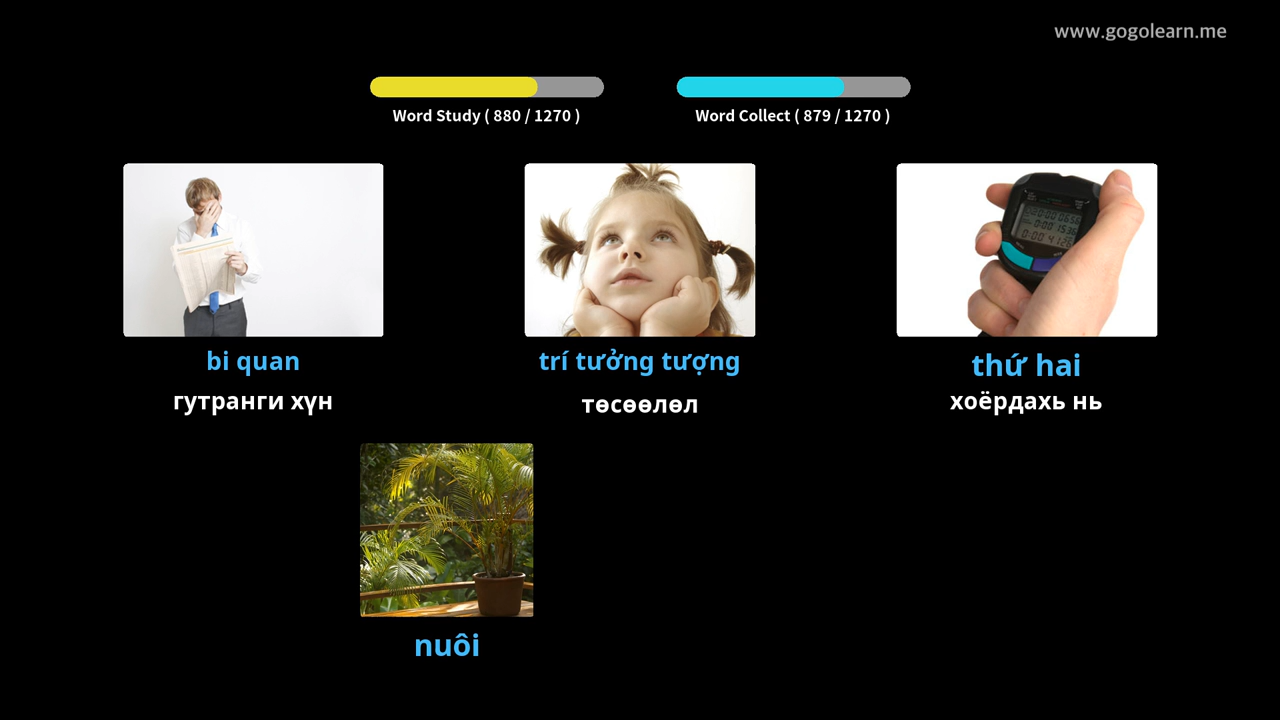 www.gogolearn.me
Word Study ( 880 / 1270 )
Word Collect ( 879 / 1270 )
bi quan
гутранги хүн
trí tưởng tượng
төсөөлөл
thứ hai
хоёрдахь нь
nuôi